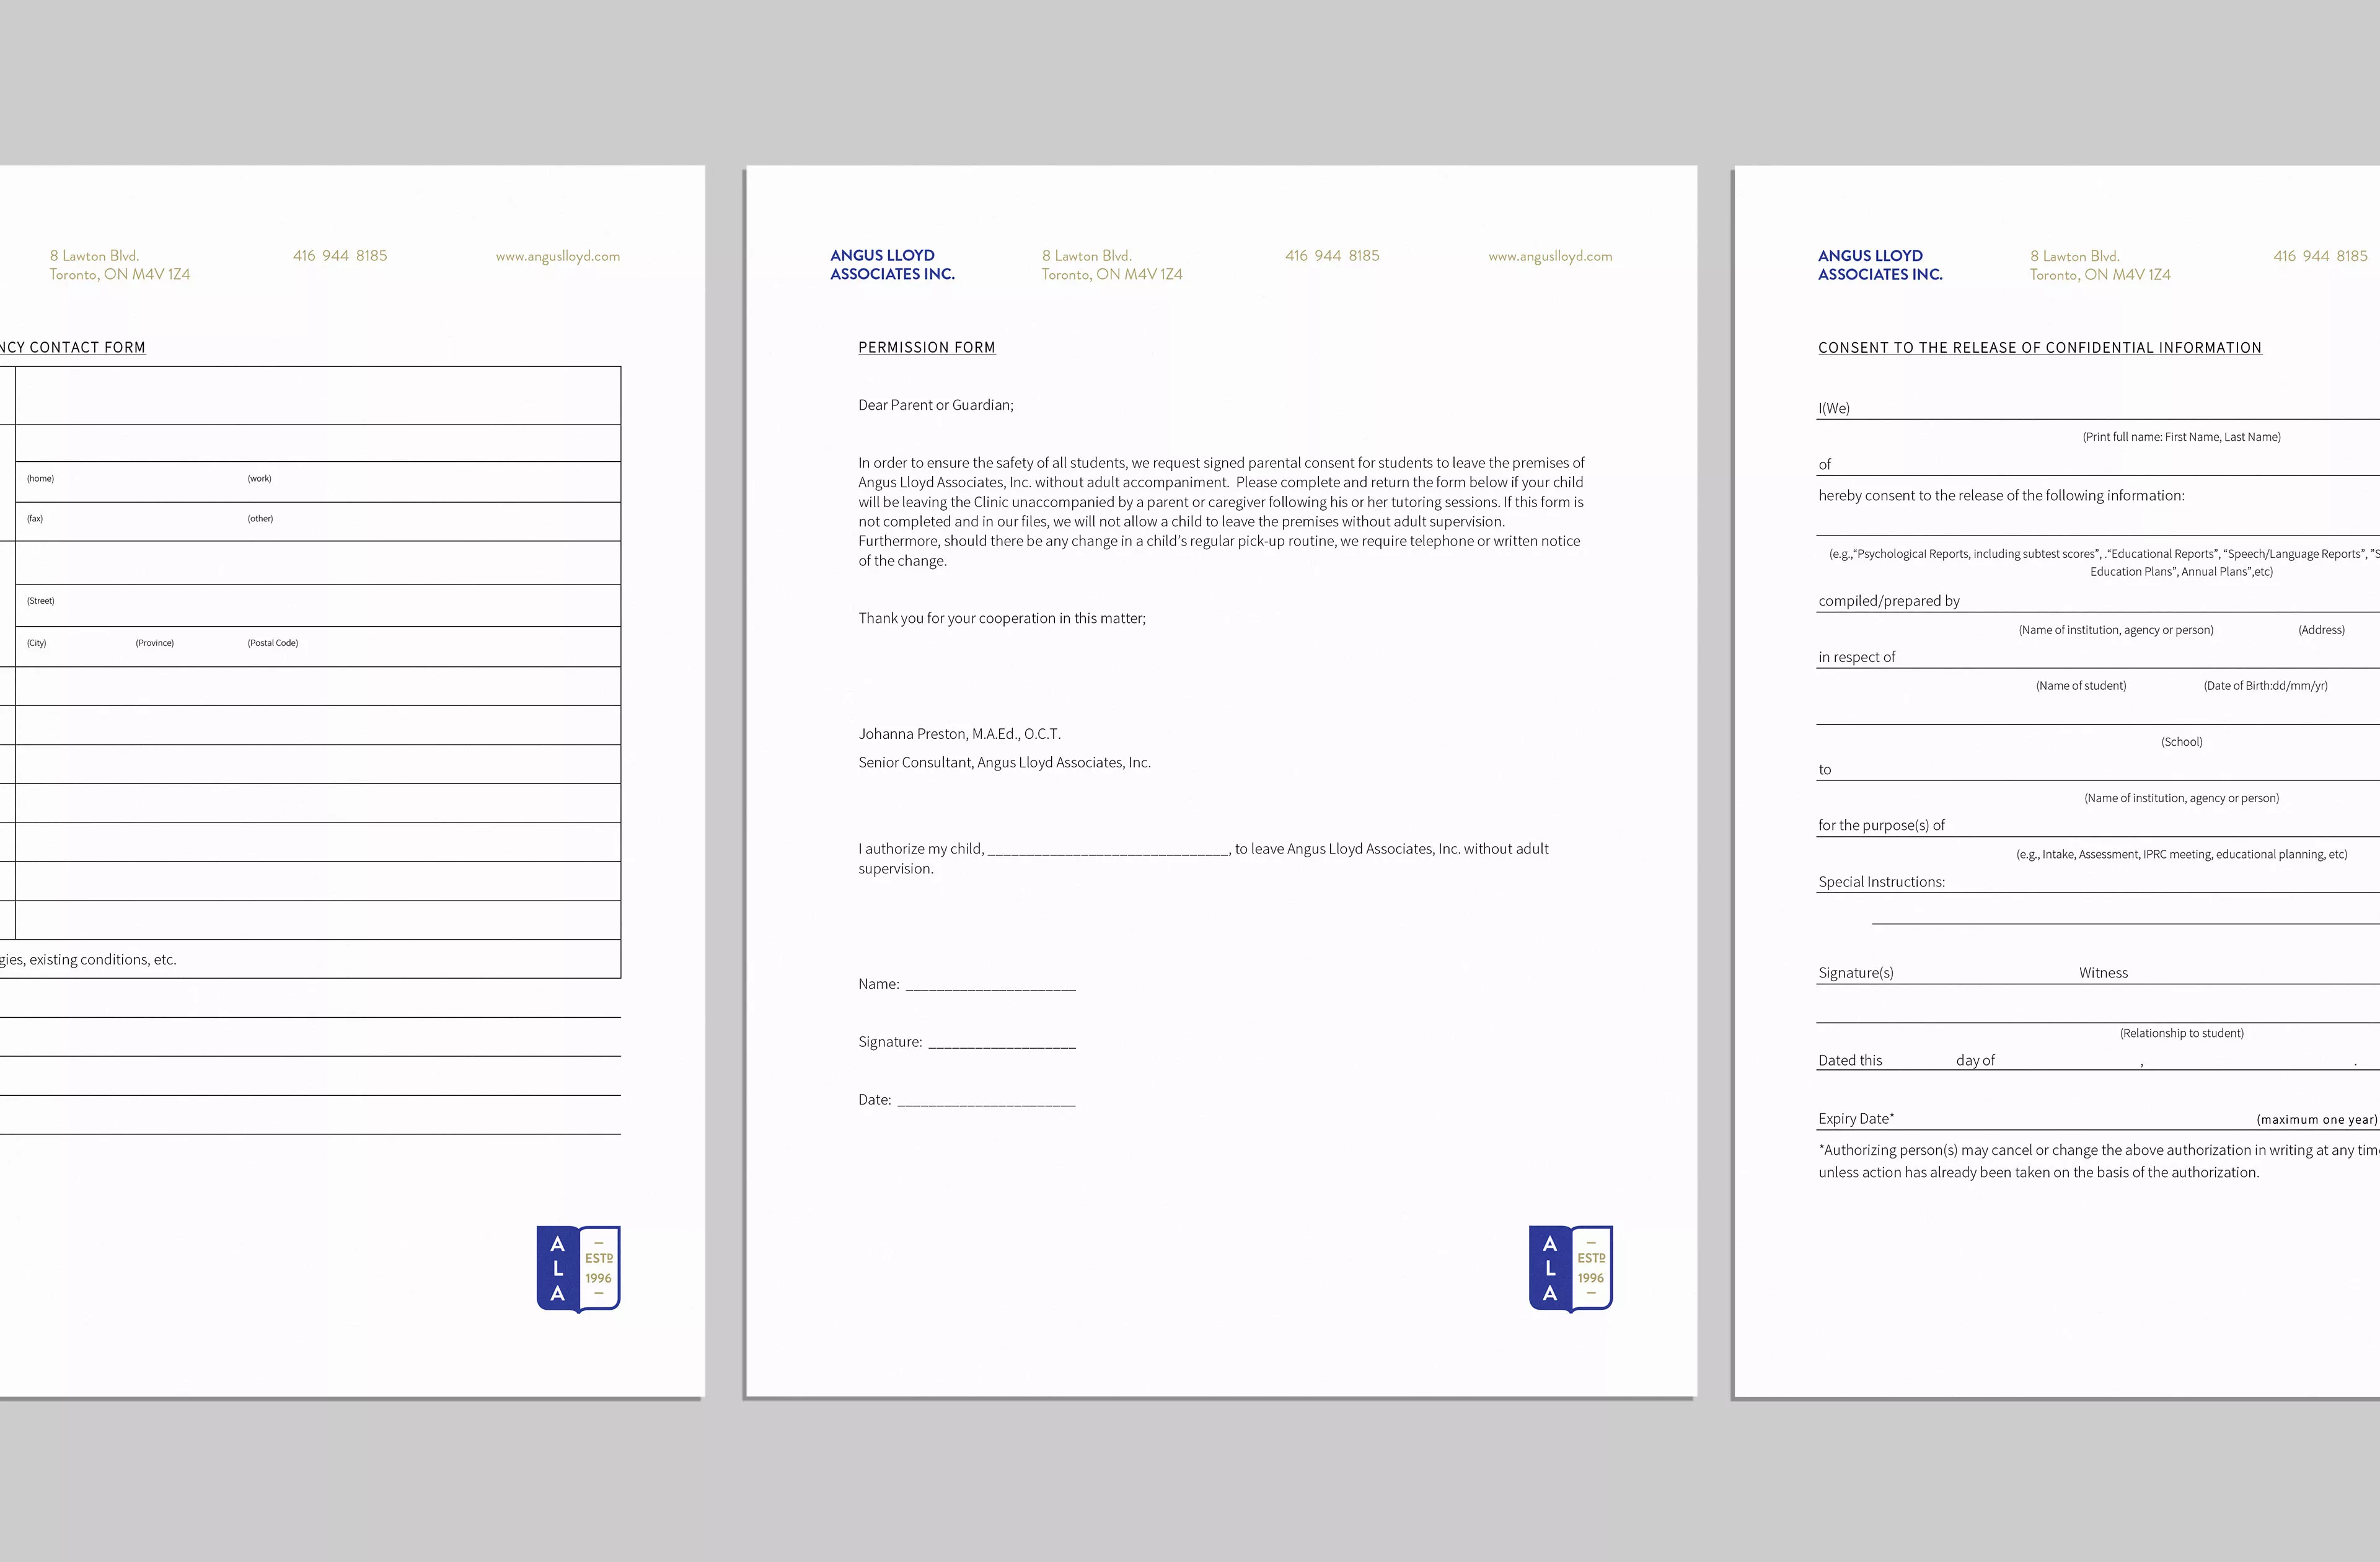 8 Lawton Blvd.
Toronto, ON M4V 1Z4
416 944 8185
www.anguslloyd.com
NCY CONTACT FORM
(home) (work)
(fax) (other)
(Street)
(City) (Province) (Postal Code)
gies, existing conditions, etc.
A
L
A
–
ESTD
1996
–
ANGUS LLOYD
ASSOCIATES INC.
8 Lawton Blvd.
Toronto, ON M4V 1Z4
416 944 8185
www.anguslloyd.com
PERMISSION FORM
Dear Parent or Guardian;
In order to ensure the safety of all students, we request signed parental consent for students to leave the premises of
Angus Lloyd Associates, Inc. without adult accompaniment. Please complete and return the form below if your child
will be leaving the Clinic unaccompanied by a parent or caregiver following his or her tutoring sessions. If this form is
not completed and in our files, we will not allow a child to leave the premises without adult supervision.
Furthermore, should there be any change in a child's regular pick-up routine, we require telephone or written notice
of the change.
Thank you for your cooperation in this matter;
Johanna Preston, M.A.Ed., O.C.T.
Senior Consultant, Angus Lloyd Associates, Inc.
I authorize my child, _______________________________, to leave Angus Lloyd Associates, Inc. without adult
supervision.
Name: ______________________
Signature: ___________________
Date: _______________________
A
L
A
–
ESTD
1996
–
ANGUS LLOYD
ASSOCIATES INC.
8 Lawton Blvd.
Toronto, ON M4V 1Z4
416 944 8185
CONSENT TO THE RELEASE OF CONFIDENTIAL INFORMATION
I(We)
(Print full name: First Name, Last Name)
of
hereby consent to the release of the following information:
(e.g.,“Psychological Reports, including subtest scores”, .“Educational Reports”, “Speech/Language Reports”, ”S
Education Plans”, Annual Plans”,etc)
compiled/prepared by
(Name of institution, agency or person) (Address)
in respect of
(Name of student) (Date of Birth:dd/mm/yr)
(School)
to
(Name of institution, agency or person)
for the purpose(s) of
(e.g., Intake, Assessment, IPRC meeting, educational planning, etc)
Special Instructions:
Signature(s) Witness
(Relationship to student)
Dated this day of , .
Expiry Date* (maximum one year)
*Authorizing person(s) may cancel or change the above authorization in writing at any tim
unless action has already been taken on the basis of the authorization.